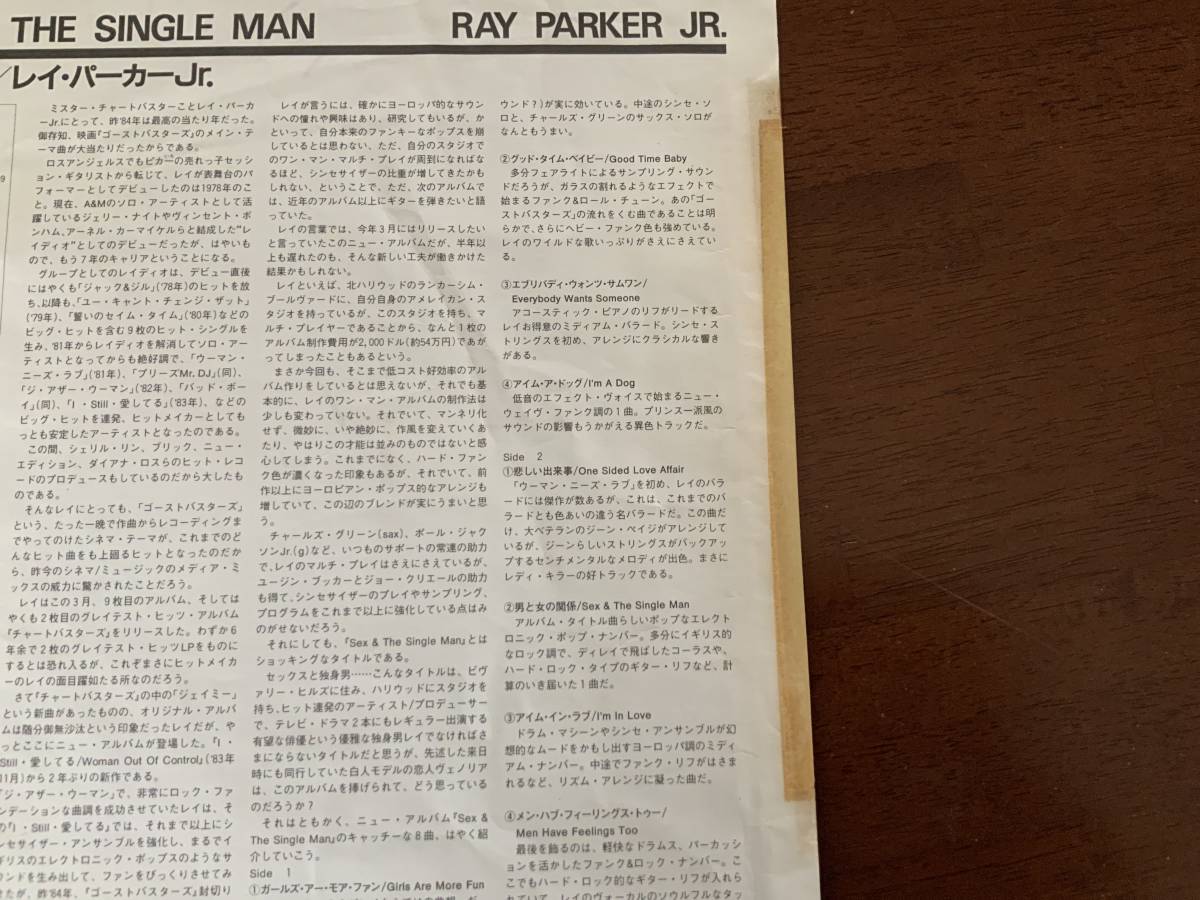 THE SINGLE MAN RAY PARKER JR.
/レイ・パーカーJr.
ミスター・チャートバスターことレイ・パーカ
ーJr.にとって、昨'84年は最高の当たり年だった。
御存知、映画『ゴーストバスターズ』のメイン・テ
ーマ曲が大当たりだったからである。
ロスアンジェルスでもピカ一の売れっ子セッシ
ョン・ギタリストから転じて、レイが表舞台のパ
フォーマーとしてデビューしたのは1978年のこ
と。現在、A&Mのソロ・アーティストとして活
躍しているジェリー・ナイトやヴィンセント・ボ
ンハム、アーネル・カーマイケルらと結成した“レ
イディオ”としてのデビューだったが、はやいも
ので、もう7年のキャリアということになる。
グループとしてのレイディオは、デビュー直後
にはやくも「ジャック&ジル」('78年)のヒットを放
ち、以降も、「ユー・キャント・チェンジ・ザット」
('79年)、「誓いのセイム・タイム」('80年)などの
ビッグ・ヒットを含む9枚のヒット・シングルを
生み、'81年からレイディオを解消してソロ・アー
ティストとなってからも絶好調で、「ウーマン・
ニーズ・ラブ」('81年)、「プリーズMr.DJ」(同)、
「ジ・アザー・ウーマン」('82年)、「バッド・ボー
イ」(同)、「I・Still・愛してる」('83年)、などの
ビッグ・ヒットを連発、ヒットメイカーとしても
っとも安定したアーティストとなったのである。
この間、シェリル・リン、ブリック、ニュー・
エディション、ダイアナ・ロスらのヒット・レコ
ードのプロデュースもしているのだから大したも
のである。
そんなレイにとっても、「ゴーストバスターズ」
という、たった一晩で作曲からレコーディングま
でやってのけたシネマ・テーマが、これまでのど
んなヒット曲をも上廻るヒットとなったのだか
ら、昨今のシネマ/ミュージックのメディア・ミ
ックスの威力に驚かされたことだろう。
レイはこの3月、9枚目のアルバム、そしては
やくも2枚目のグレイテスト・ヒッツ・アルバム
『チャートバスターズ』をリリースした。わずか6
年余で2枚のグレイテスト・ヒッツLPをものに
するとは恐れ入るが、これぞまさにヒットメイカ
ーのレイの面目躍如たる所なのだろう。
さて『チャートバスターズ』の中の「ジェイミー」
という新曲があったものの、オリジナル・アルバ
ムは随分御無沙汰という印象だったレイだが、や
っとここにニュー・アルバムが登場した。『I・
Still・愛してる/Woman Out Of Control』('83年
11月)から2年ぶりの新作である。
「ジ・アザー・ウーマン」で、非常にロック・ファ
ンデーションな曲調を成功させていたレイは、そ
の『I・Still・愛してる』では、それまで以上にシ
ンセサイザー・アンサンブルを強化し、まるでイ
ギリスのエレクトロニック・ポップスのようなサ
ウンドを生み出して、ファンをびっくりさせてみ
せたが、昨'84年、『ゴーストバスターズ』封切り
レイが言うには、確かにヨーロッパ的なサウン
ドへの憧れや興味はあり、研究してもいるが、か
といって、自分本来のファンキーなポップスを崩
しているとは思わない、ただ、自分のスタジオで
のワン・マン・マルチ・プレイが周到になればな
るほど、シンセサイザーの比重が増してきたかも
しれない、ということで、ただ、次のアルバムで
は、近年のアルバム以上にギターを弾きたいと語
っていた。
レイの言葉では、今年3月にはリリースしたい
と言っていたこのニュー・アルバムだが、半年以
上も遅れたのも、そんな新しい工夫が働きかけた
結果かもしれない。
レイといえば、北ハリウッドのランカーシム・
ブールヴァードに、自分自身のアメレイカン・ス
タジオを持っているが、このスタジオを持ち、マ
ルチ・プレイヤーであることから、なんと1枚の
アルバム制作費用が2,000ドル(約54万円)であが
ってしまったこともあるという。
まさか今回も、そこまで低コスト好効率のアル
バム作りをしているとは思えないが、それでも基
本的に、レイのワン・マン・アルバムの制作法は
少しも変わっていない。それでいて、マンネリ化
せず、微妙に、いや絶妙に、作風を変えていくあ
たり、やはりこの才能は並みのものではないと感
心してしまう。これまでになく、ハード・ファン
ク色が濃くなった印象もあるが、それでいて、前
作以上にヨーロピアン・ポップス的なアレンジも
増していて、この辺のブレンドが実にうまいと思
う。
チャールズ・グリーン(sax)、ポール・ジャク
ソンJr.(g)など、いつものサポートの常連の助力
で、レイのマルチ・プレイはさえにさえているが、
ユージン・ブッカーとジョー・クリエールの助力
も得て、シンセサイザーのプレイやサンプリング、
プログラムをこれまで以上に強化している点はみ
のがせないだろう。
それにしても、『Sex & The Single Man』とは
ショッキングなタイトルである。
セックスと独身男……こんなタイトルは、ビヴ
ァリー・ヒルズに住み、ハリウッドにスタジオを
持ち、ヒット連発のアーティスト/プロデューサー
で、テレビ・ドラマ2本にもレギュラー出演する
有望な俳優という優雅な独身男レイでなければさ
まにならないタイトルだと思うが、先述した来日
時にも同行していた白人モデルの恋人ヴェノリア
は、このアルバムを捧げられて、どう思っている
のだろうか?
それはともかく、ニュー・アルバム『Sex &
The Single Man』のキャッチーな8曲、はやく紹
介していこう。
Side 1
①ガールズ・アー・モア・ファン/Girls Are More Fun
ウンド?)が実に効いている。中途のシンセ・ソ
ロと、チャールズ・グリーンのサックス・ソロが
なんともうまい。
②グッド・タイム・ベイビー/Good Time Baby
多分フェアライトによるサンプリング・サウン
ドだろうが、ガラスの割れるようなエフェクトで
始まるファンク&ロール・チューン。あの「ゴー
ストバスターズ」の流れをくむ曲であることは明
らかで、さらにヘビー・ファンク色も強めている。
レイのワイルドな歌いっぷりがさえにさえてい
る。
③エブリバディ・ウォンツ・サムワン/
Everybody Wants Someone
アコースティック・ピアノのリフがリードする
レイお得意のミディアム・バラード。シンセ・ス
トリングスを初め、アレンジにクラシカルな響き
がある。
④アイム・ア・ドッグ/I'm A Dog
低音のエフェクト・ヴォイスで始まるニュー・
ウェイヴ・ファンク調の1曲。プリンス一派風の
サウンドの影響もうかがえる異色トラックだ。
Side 2
①悲しい出来事/One Sided Love Affair
「ウーマン・ニーズ・ラブ」を初め、レイのバラ
ードには傑作が数あるが、これは、これまでのバ
ラードとも色あいの違う名バラードだ。この曲だ
け、大ベテランのジーン・ペイジがアレンジして
いるが、ジーンらしいストリングスがバックアッ
プするセンチメンタルなメロディが出色。まさに
レディ・キラーの好トラックである。
②男と女の関係/Sex & The Single Man
アルバム・タイトル曲らしいポップなエレクト
ロニック・ポップ・ナンバー。多分にイギリス的
なロック調で、ディレイで飛ばしたコーラスや、
ハード・ロック・タイプのギター・リフなど、計
算のいき届いた1曲だ。
③アイム・イン・ラブ/I'm In Love
ドラム・マシーンやシンセ・アンサンブルが幻
想的なムードをかもし出すヨーロッパ調のミディ
アム・ナンバー。中途でファンク・リフがはさま
れるなど、リズム・アレンジに凝った曲だ。
④メン・ハブ・フィーリングス・トゥー/
Men Have Feelings Too
最後を飾るのは、軽快なドラムス、パーカッシ
ョンを活かしたファンク&ロック・ナンバー。こ
こでもハード・ロック的なギター・リフが入れら
れていて、レイのヴォーカルのソウルフルなタッ